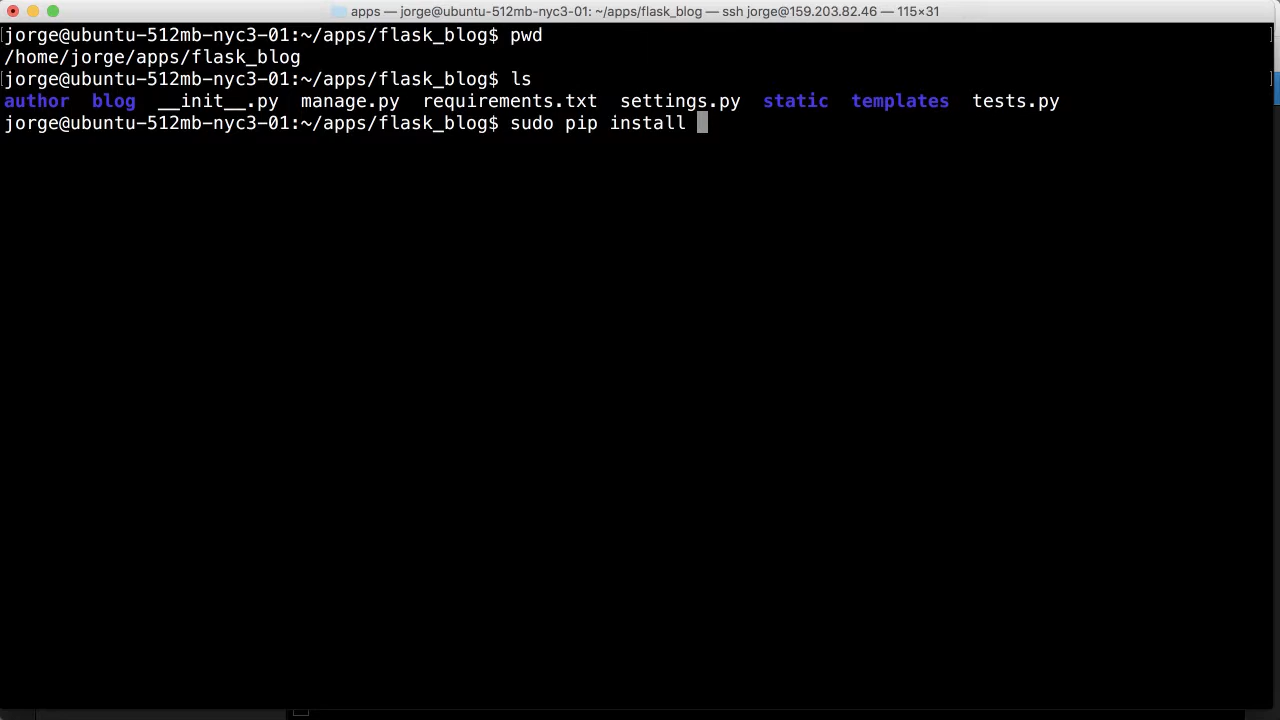 apps — jorge@ubuntu-512mb-nyc3-01: ~/apps/flask_blog — ssh jorge@159.203.82.46 — 115×31
[jorge@ubuntu-512mb-nyc3-01:~/apps/flask_blog$ pwd ]
/home/jorge/apps/flask_blog
[jorge@ubuntu-512mb-nyc3-01:~/apps/flask_blog$ ls ]
author blog __init__.py manage.py requirements.txt settings.py static templates tests.py
jorge@ubuntu-512mb-nyc3-01:~/apps/flask_blog$ sudo pip install